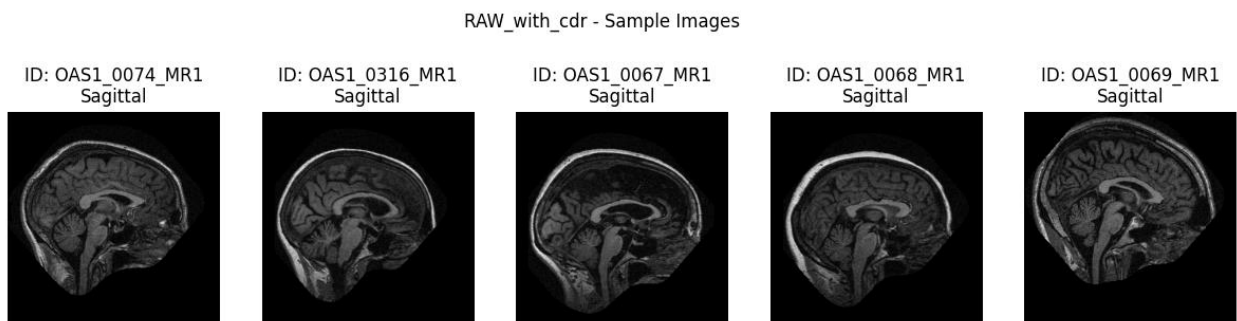 RAW_with_cdr - Sample Images
ID: OAS1_0074_MR1
Sagittal
ID: OAS1_0316_MR1
Sagittal
ID: OAS1_0067_MR1
Sagittal
ID: OAS1_0068_MR1
Sagittal
ID: OAS1_0069_MR1
Sagittal